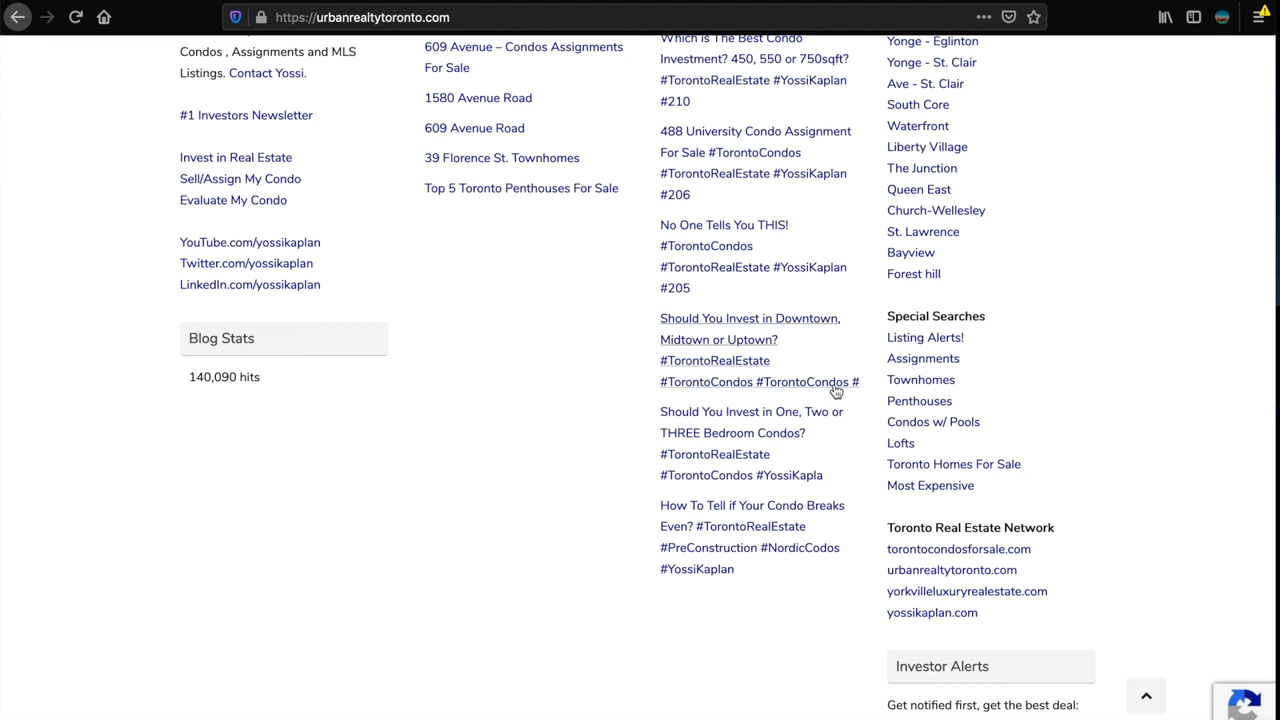 https://urbanrealtytoronto.com
Condos , Assignments and MLS
Listings. Contact Yossi.
#1 Investors Newsletter
Invest in Real Estate
Sell/Assign My Condo
Evaluate My Condo
YouTube.com/yossikaplan
Twitter.com/yossikaplan
LinkedIn.com/yossikaplan
Blog Stats
140,090 hits
609 Avenue – Condos Assignments
For Sale
1580 Avenue Road
609 Avenue Road
39 Florence St. Townhomes
Top 5 Toronto Penthouses For Sale
Which is The Best Condo
Investment? 450, 550 or 750sqft?
#TorontoRealEstate #YossiKaplan
#210
488 University Condo Assignment
For Sale #TorontoCondos
#TorontoRealEstate #YossiKaplan
#206
No One Tells You THIS!
#TorontoCondos
#TorontoRealEstate #YossiKaplan
#205
Should You Invest in Downtown,
Midtown or Uptown?
#TorontoRealEstate
#TorontoCondos #TorontoCondos #
Should You Invest in One, Two or
THREE Bedroom Condos?
#TorontoRealEstate
#TorontoCondos #YossiKapla
How To Tell if Your Condo Breaks
Even? #TorontoRealEstate
#PreConstruction #NordicCodos
#YossiKaplan
Yonge - Eglinton
Yonge - St. Clair
Ave - St. Clair
South Core
Waterfront
Liberty Village
The Junction
Queen East
Church-Wellesley
St. Lawrence
Bayview
Forest hill
Special Searches
Listing Alerts!
Assignments
Townhomes
Penthouses
Condos w/ Pools
Lofts
Toronto Homes For Sale
Most Expensive
Toronto Real Estate Network
torontocondosforsale.com
urbanrealtytoronto.com
yorkvilleluxuryrealestate.com
yossikaplan.com
Investor Alerts
Get notified first, get the best deal: